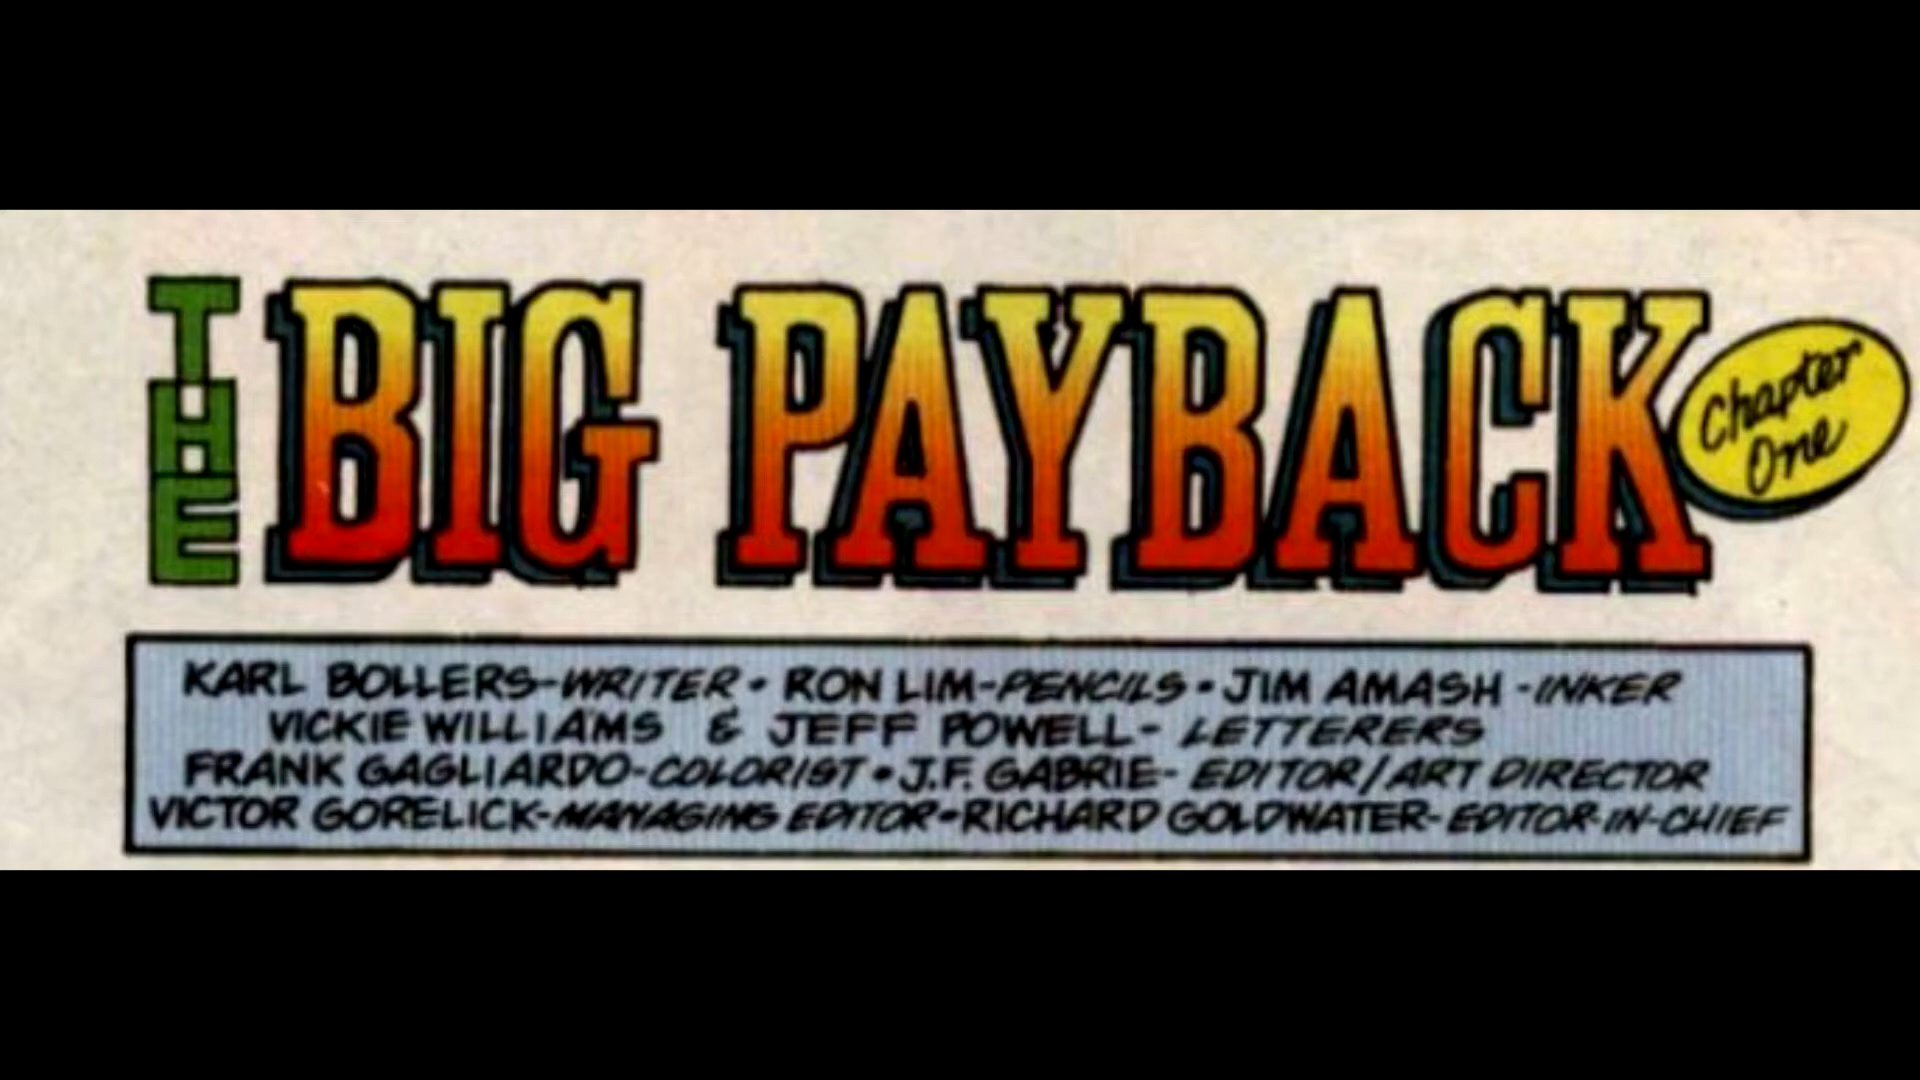 THE BIG PAYBACK
Chapter
One
KARL BOLLERS-WRITER • RON LIM-PENCILS • JIM AMASH -INKER
VICKIE WILLIAMS & JEFF POWELL- LETTERERS
FRANK GAGLIARDO-COLORIST • J.F. GABRIE- EDITOR/ART DIRECTOR
VICTOR GORELICK-MANAGING EDITOR•RICHARD GOLDWATER-EDITOR-IN-CHIEF